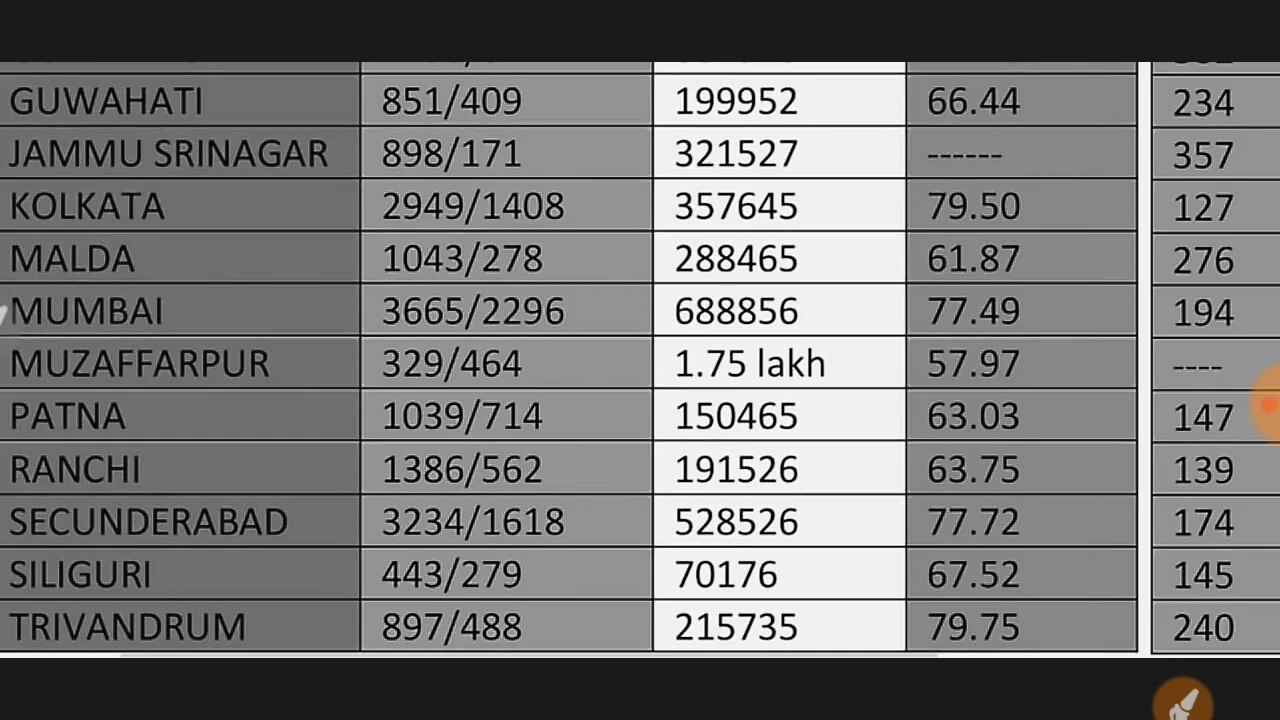 GUWAHATI 851/409 199952 66.44 234
JAMMU SRINAGAR 898/171 321527 ------ 357
KOLKATA 2949/1408 357645 79.50 127
MALDA 1043/278 288465 61.87 276
MUMBAI 3665/2296 688856 77.49 194
MUZAFFARPUR 329/464 1.75 lakh 57.97 ----
PATNA 1039/714 150465 63.03 147
RANCHI 1386/562 191526 63.75 139
SECUNDERABAD 3234/1618 528526 77.72 174
SILIGURI 443/279 70176 67.52 145
TRIVANDRUM 897/488 215735 79.75 240